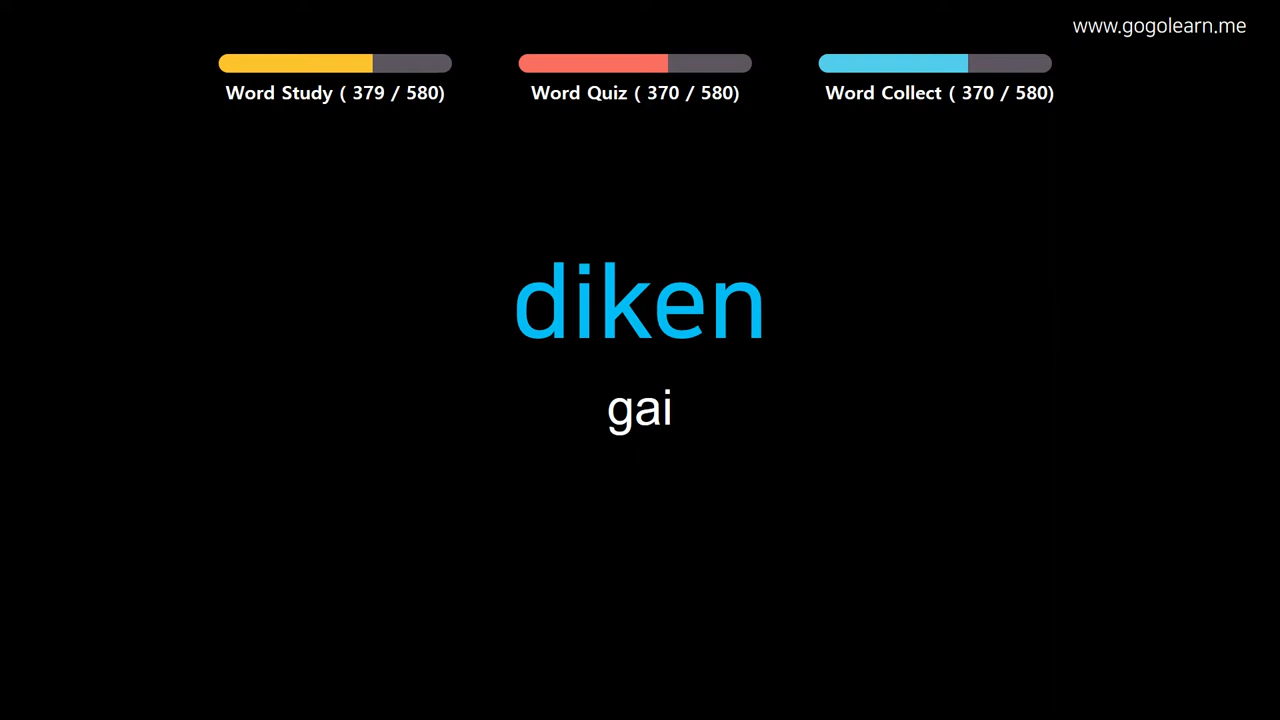 www.gogolearn.me
Word Study ( 379 / 580)
Word Quiz ( 370 / 580)
Word Collect ( 370 / 580)
diken
gai